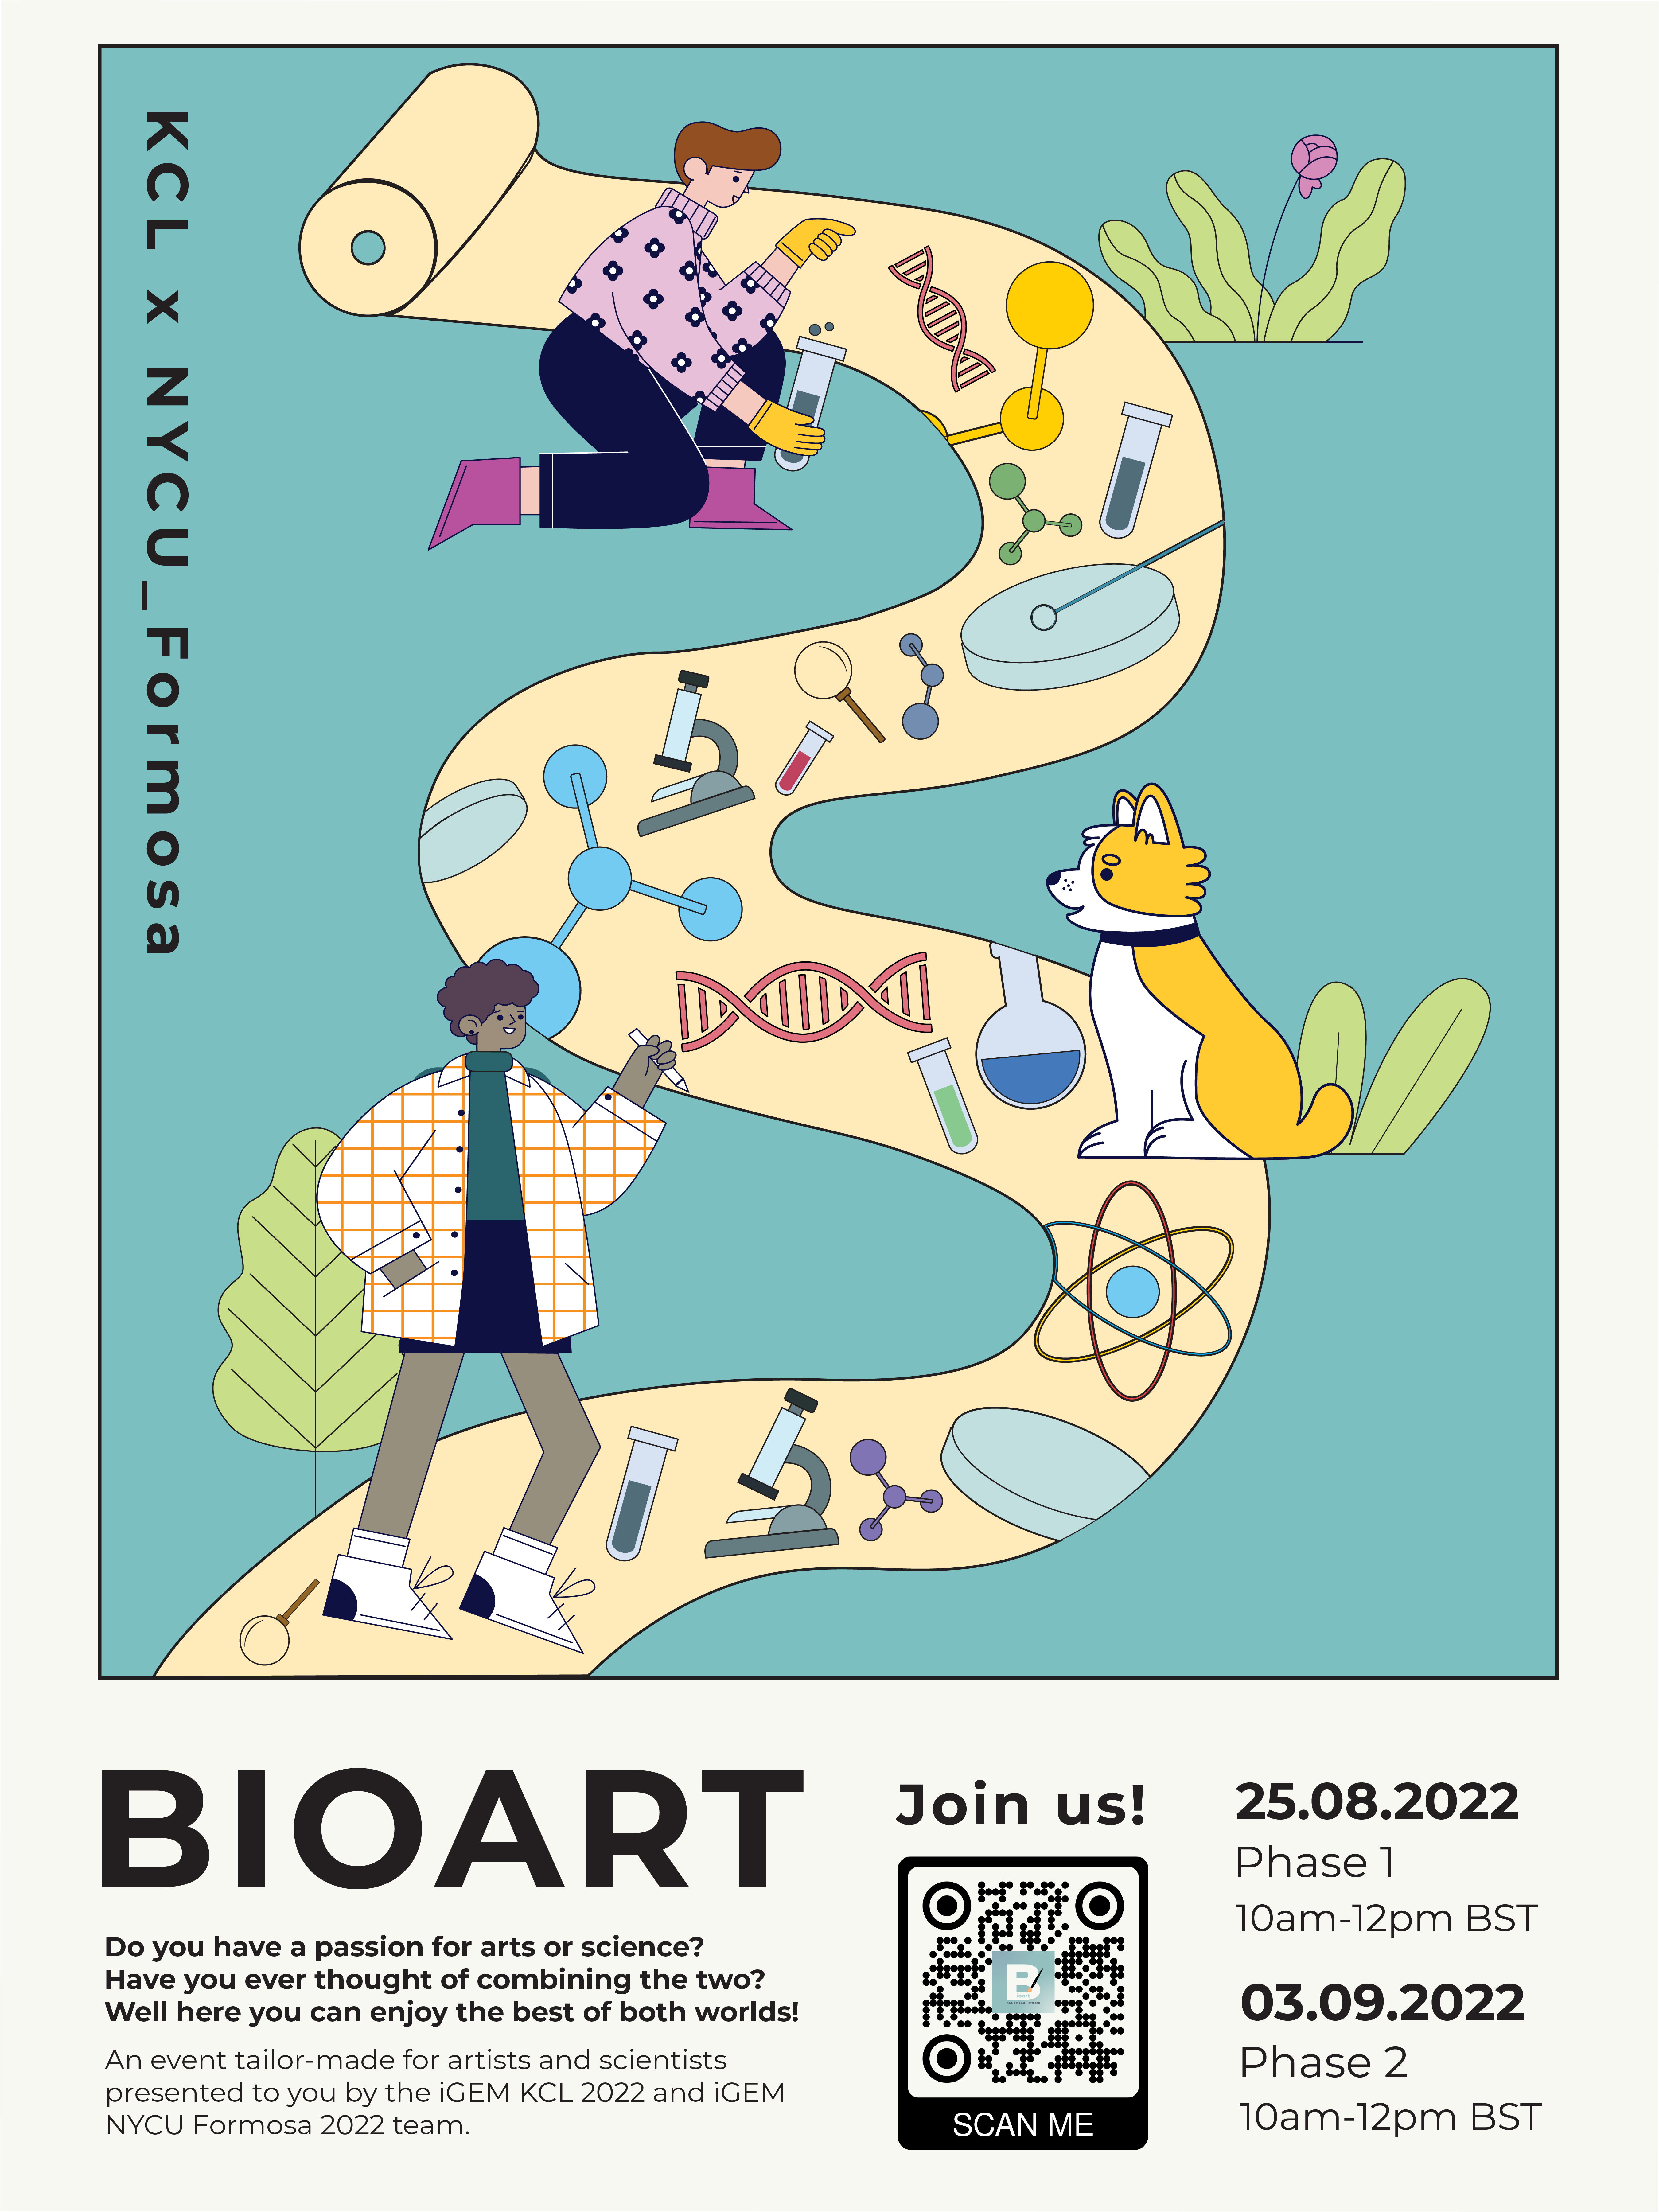 KCL x NYCU_Formosa
BIOART
Do you have a passion for arts or science?
Have you ever thought of combining the two?
Well here you can enjoy the best of both worlds!
An event tailor-made for artists and scientists
presented to you by the iGEM KCL 2022 and iGEM
NYCU Formosa 2022 team.
Join us!
B
SCAN ME
25.08.2022
Phase 1
10am-12pm BST
03.09.2022
Phase 2
10am-12pm BST